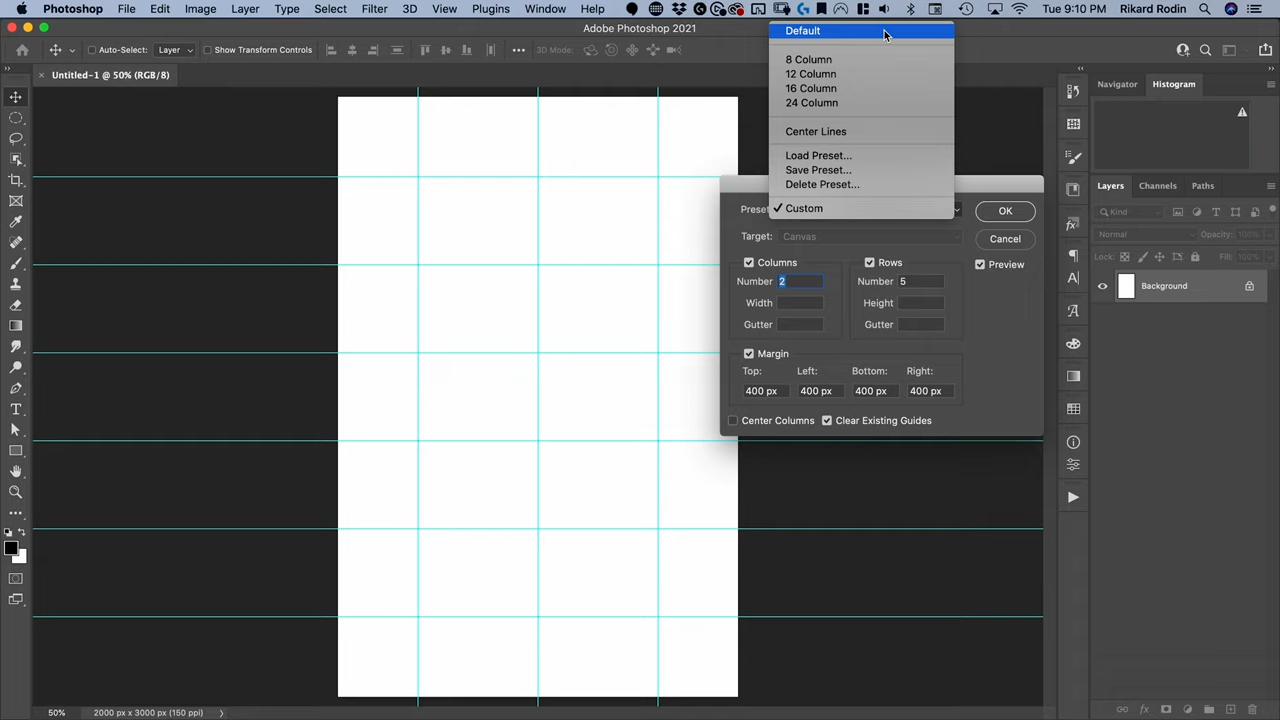 Photoshop File Edit Image Layer Type Select Filter 3D View Plugins Window Help Tue 9:10 PM Rikard Rodin
Adobe Photoshop 2021
Auto-Select: Layer Show Transform Controls 3D Mode:
Untitled-1 @ 50% (RGB/8)
Default
8 Column
12 Column
16 Column
24 Column
Center Lines
Load Preset...
Save Preset...
Delete Preset...
Custom
Preset
OK
Target: Canvas
Cancel
Columns Rows Preview
Number 2 Number 5
Width Height
Gutter Gutter
Margin
Top: Left: Bottom: Right:
400 px 400 px 400 px 400 px
Center Columns Clear Existing Guides
Navigator Histogram
Layers Channels Paths
Kind
Normal Opacity: 100%
Lock: Fill: 100%
Background
50% 2000 px x 3000 px (150 ppi)